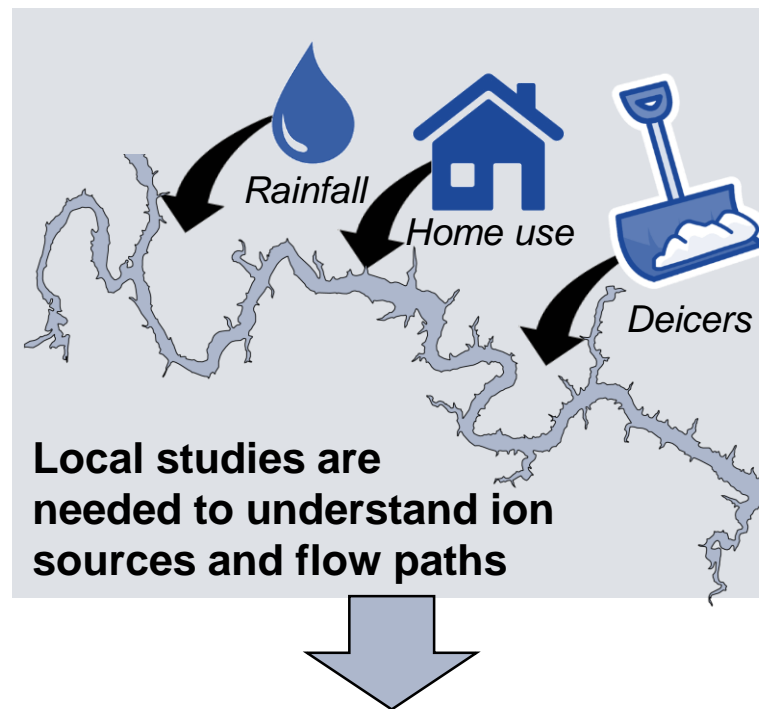 Rainfall
Home use
Deicers
Local studies are
needed to understand ion
sources and flow paths